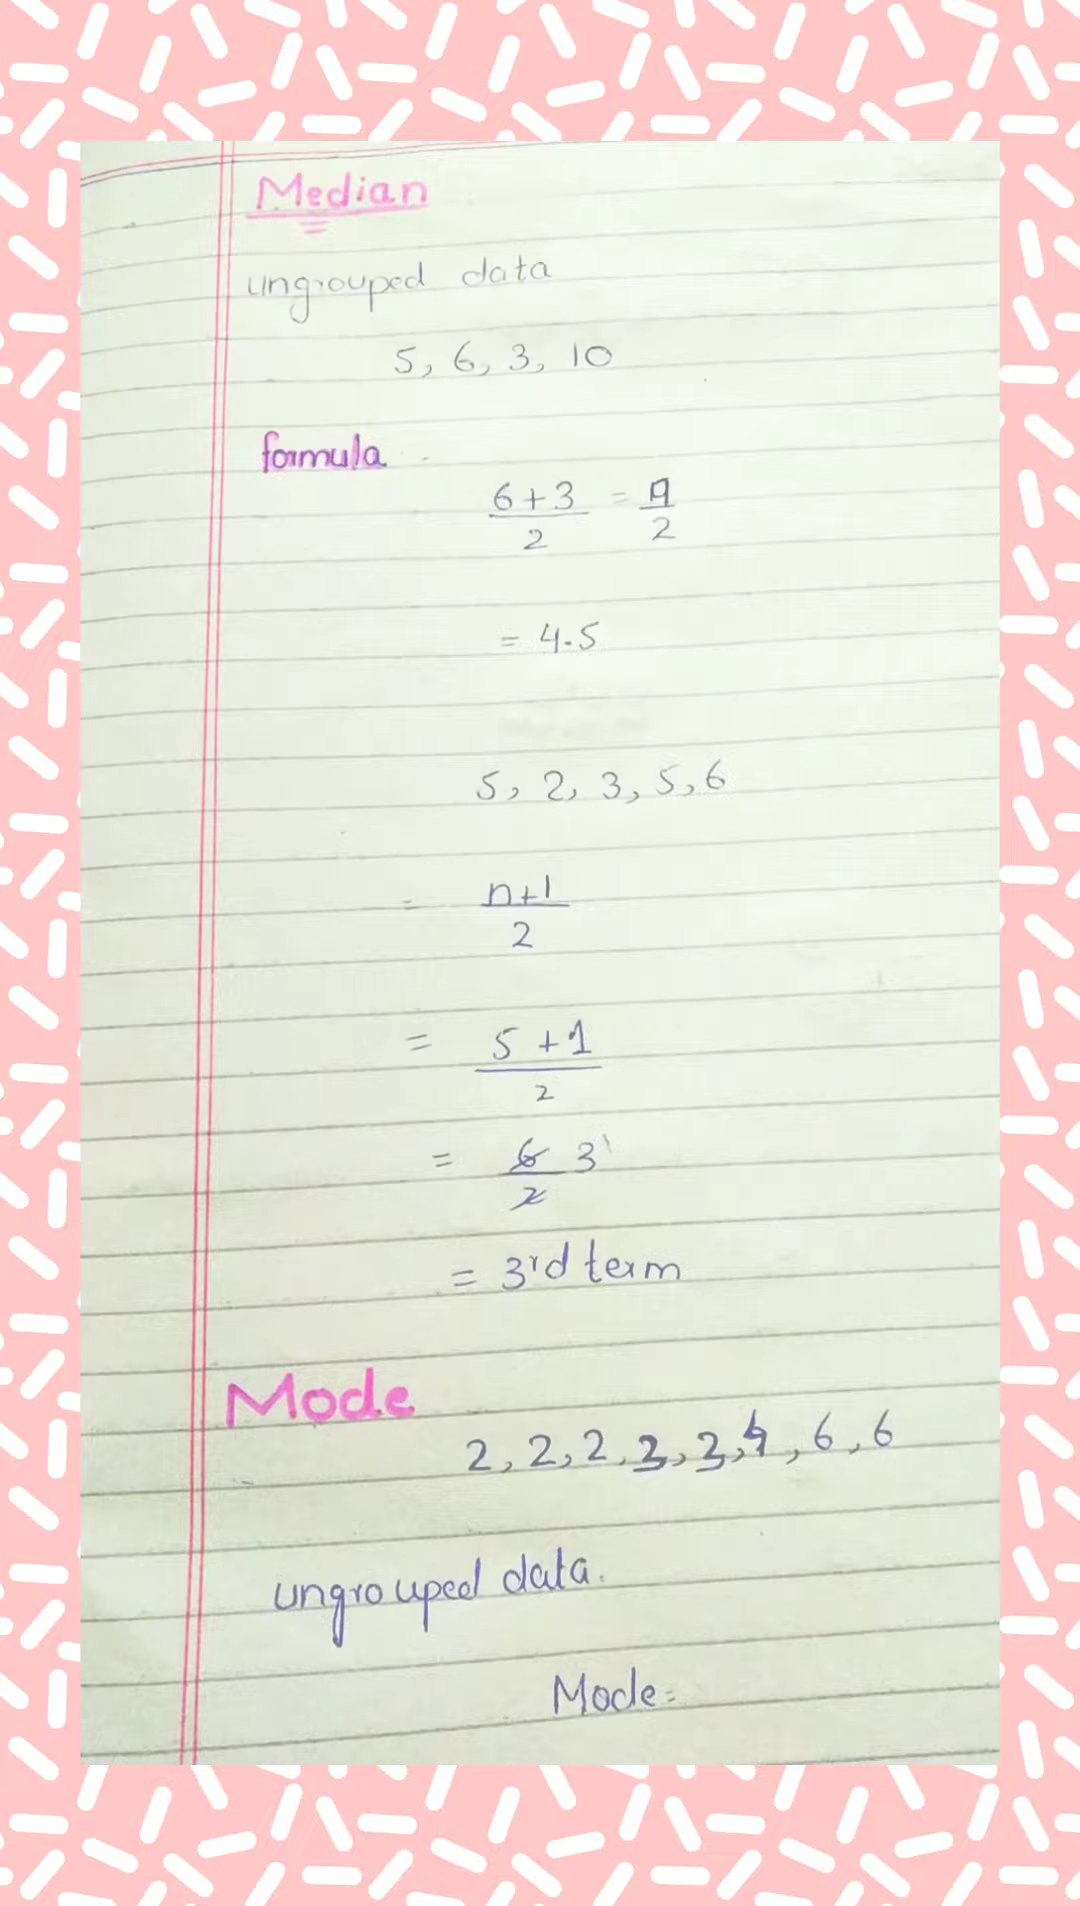 Median
ungrouped data
5, 6, 3, 10
formula
6+3 = 9
2 2
= 4.5
5, 2, 3, 5, 6
= n+1
2
= 5 +1
2
= 6 3
2
= 3rd term
Mode
2, 2, 2, 3, 3, 4, 6, 6
ungrouped data.
Mode=